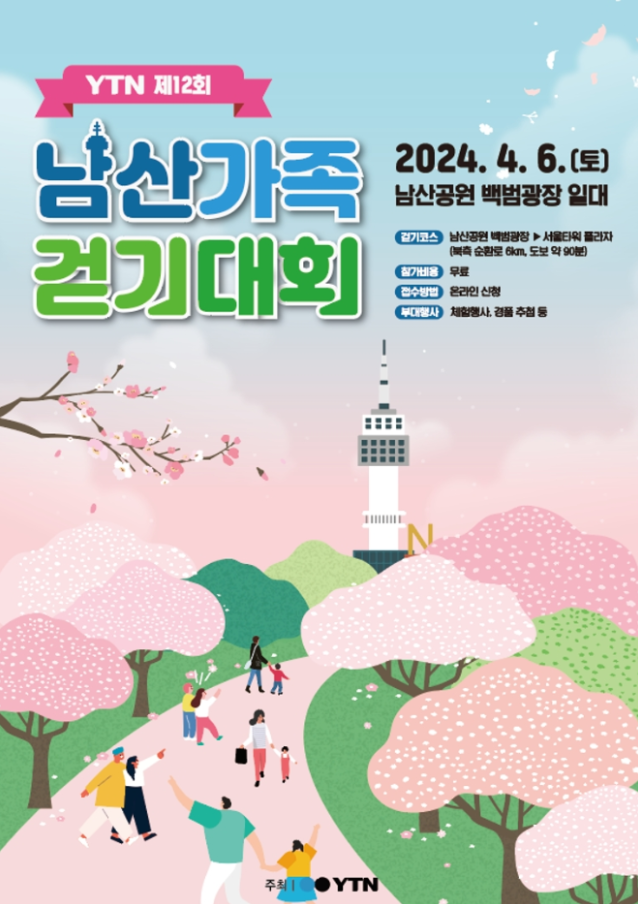 YTN 제12회
남산가족
걷기대회
2024. 4. 6.(토)
남산공원 백범광장 일대
걷기코스 남산공원 백범광장 ▶ 서울타워 플라자
(북측 순환로 6km, 도보 약 90분)
참가비용 무료
접수방법 온라인 신청
부대행사 체험행사, 경품 추첨 등
N
주최 | YTN